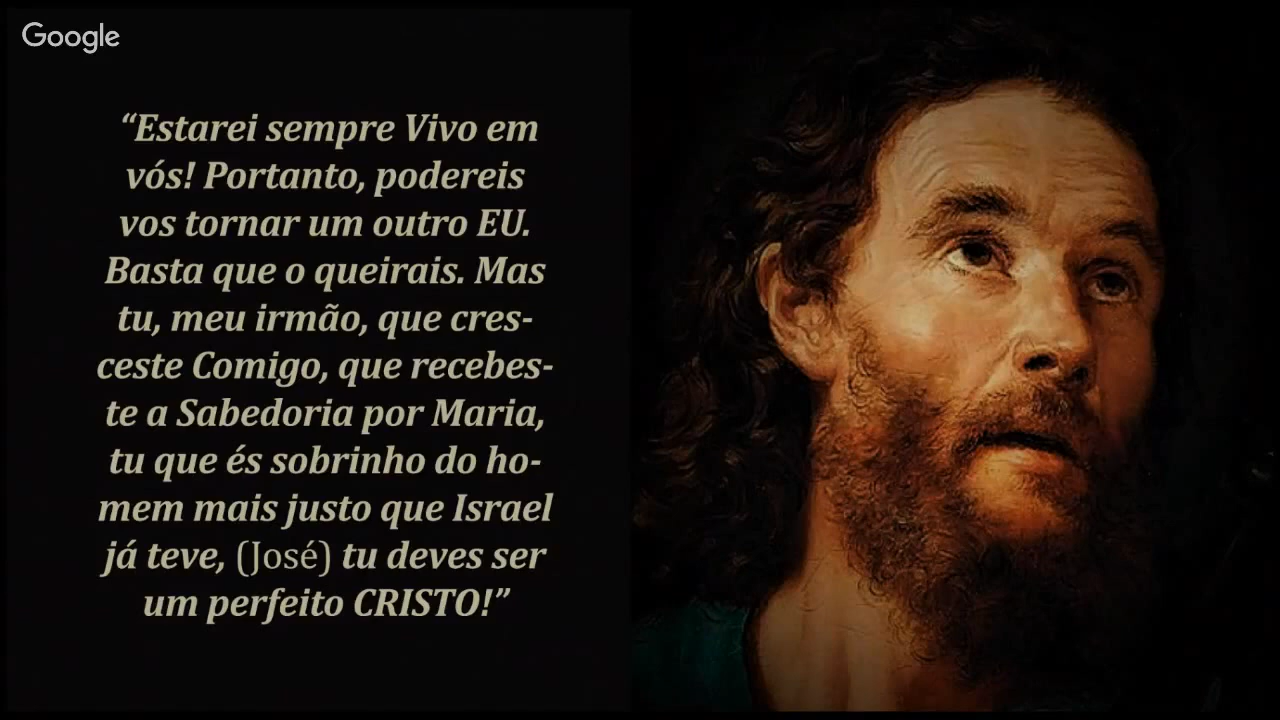 Google
“Estarei sempre Vivo em
vós! Portanto, podereis
vos tornar um outro EU.
Basta que o queirais. Mas
tu, meu irmão, que cres-
ceste Comigo, que recebes-
te a Sabedoria por Maria,
tu que és sobrinho do ho-
mem mais justo que Israel
já teve, (José) tu deves ser
um perfeito CRISTO!”